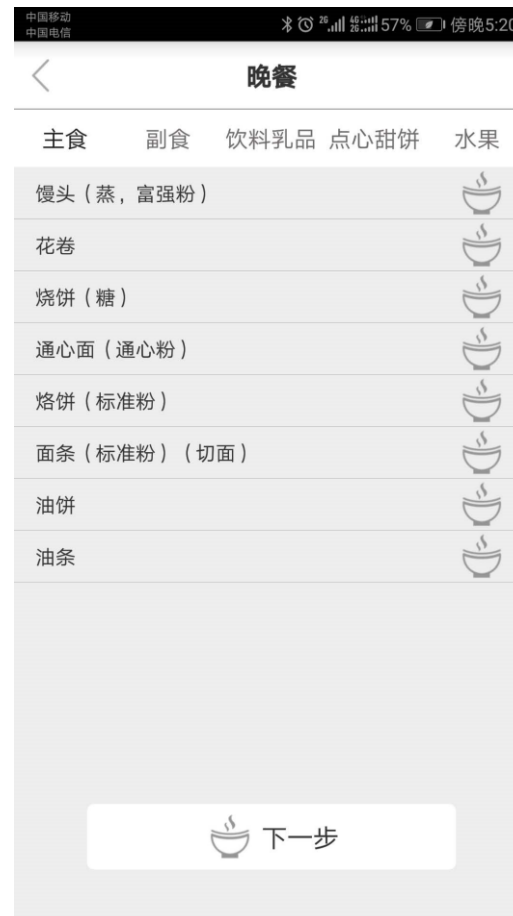 中国移动
中国电信
2G 4G 2G 57% 傍晚5:20
晚餐
主食 副食 饮料乳品 点心甜饼 水果
馒头（蒸，富强粉）
花卷
烧饼（糖）
通心面（通心粉）
烙饼（标准粉）
面条（标准粉）（切面）
油饼
油条
下一步